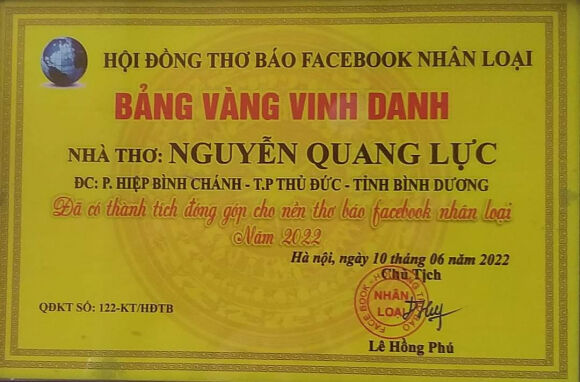 HỘI ĐỒNG THƠ BÁO FACEBOOK NHÂN LOẠI
BẢNG VÀNG VINH DANH
NHÀ THƠ: NGUYỄN QUANG LỰC
ĐC: P. HIỆP BÌNH CHÁNH - T.P THỦ ĐỨC - TỈNH BÌNH DƯƠNG
Đã có thành tích đóng góp cho nền thơ báo facebook nhân loại
Năm 2022
Hà nội, ngày 10 tháng 06 năm 2022
Chủ Tịch
NHÂN
LOẠI
QĐKT SỐ: 122-KT/HĐTB
Lê Hồng Phú